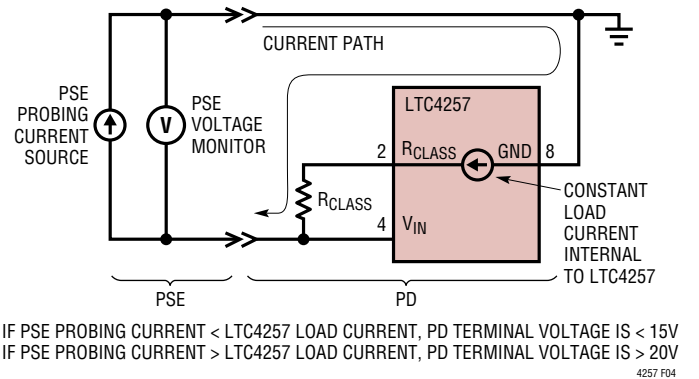 CURRENT PATH
PSE
PROBING
CURRENT
SOURCE
V
PSE
VOLTAGE
MONITOR
LTC4257
2
RCLASS
GND
8
RCLASS
4
VIN
CONSTANT
LOAD
CURRENT
INTERNAL
TO LTC4257
PSE
PD
IF PSE PROBING CURRENT < LTC4257 LOAD CURRENT, PD TERMINAL VOLTAGE IS < 15V
IF PSE PROBING CURRENT > LTC4257 LOAD CURRENT, PD TERMINAL VOLTAGE IS > 20V
4257 F04